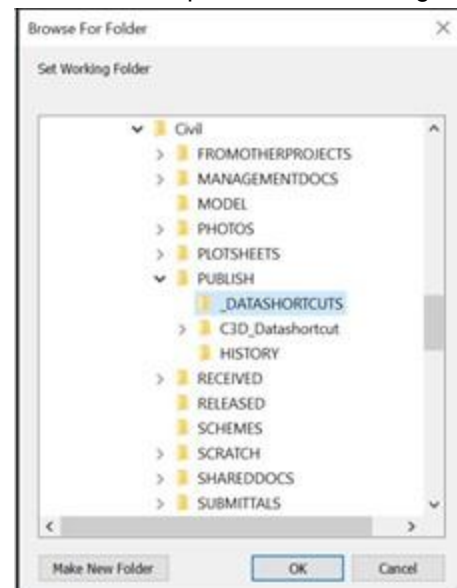 Browse For Folder
Set Working Folder
Civil
FROMOTHERPROJECTS
MANAGEMENTDOCS
MODEL
PHOTOS
PLOTSHEETS
PUBLISH
_DATASHORTCUTS
C3D_Datashortcut
HISTORY
RECEIVED
RELEASED
SCHEMES
SCRATCH
SHAREDDOCS
SUBMITTALS
Make New Folder OK Cancel